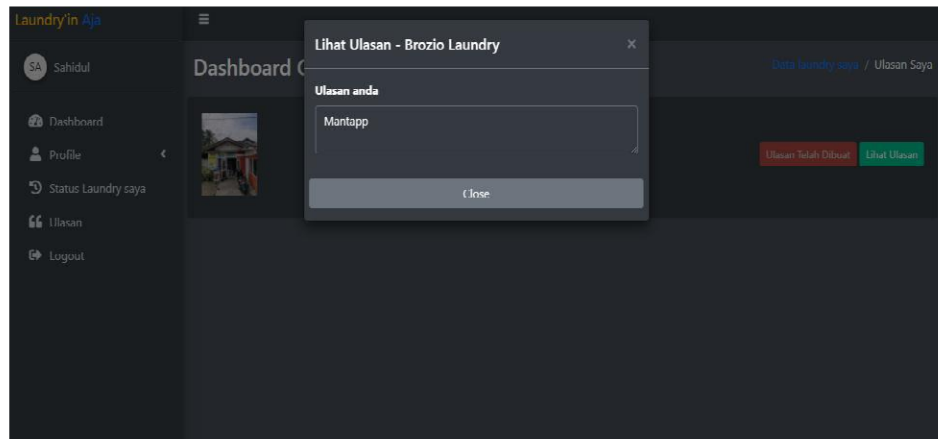 Laundry'in Aja
SA Sahidul
Dashboard
Profile
Status Laundry saya
Ulasan
Logout
Dashboard
Data laundry saya / Ulasan Saya
Lihat Ulasan - Brozio Laundry ×
Ulasan anda
Mantapp
Close
Ulasan Telah Dibuat Lihat Ulasan